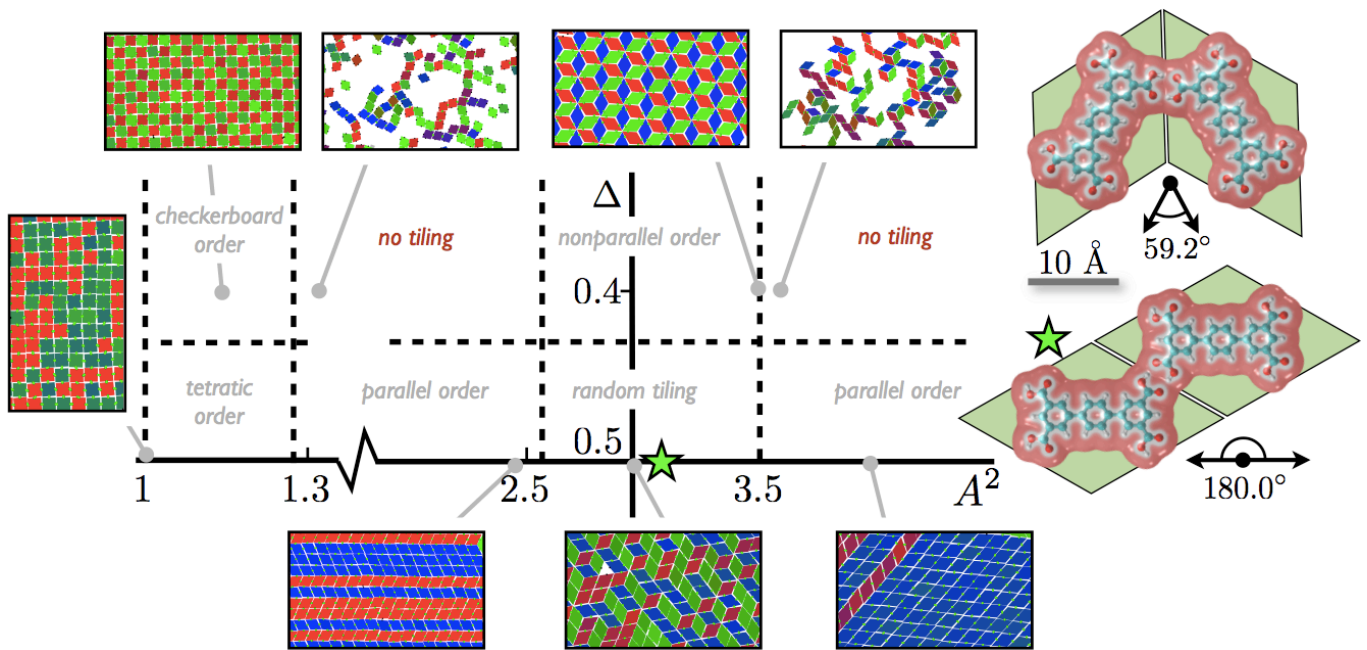 Δ
checkerboard
order
no tiling
nonparallel order
no tiling
0.4
tetratic
order
parallel order
random tiling
parallel order
0.5
1
1.3
2.5
3.5
A²
59.2°
10 Å
180.0°